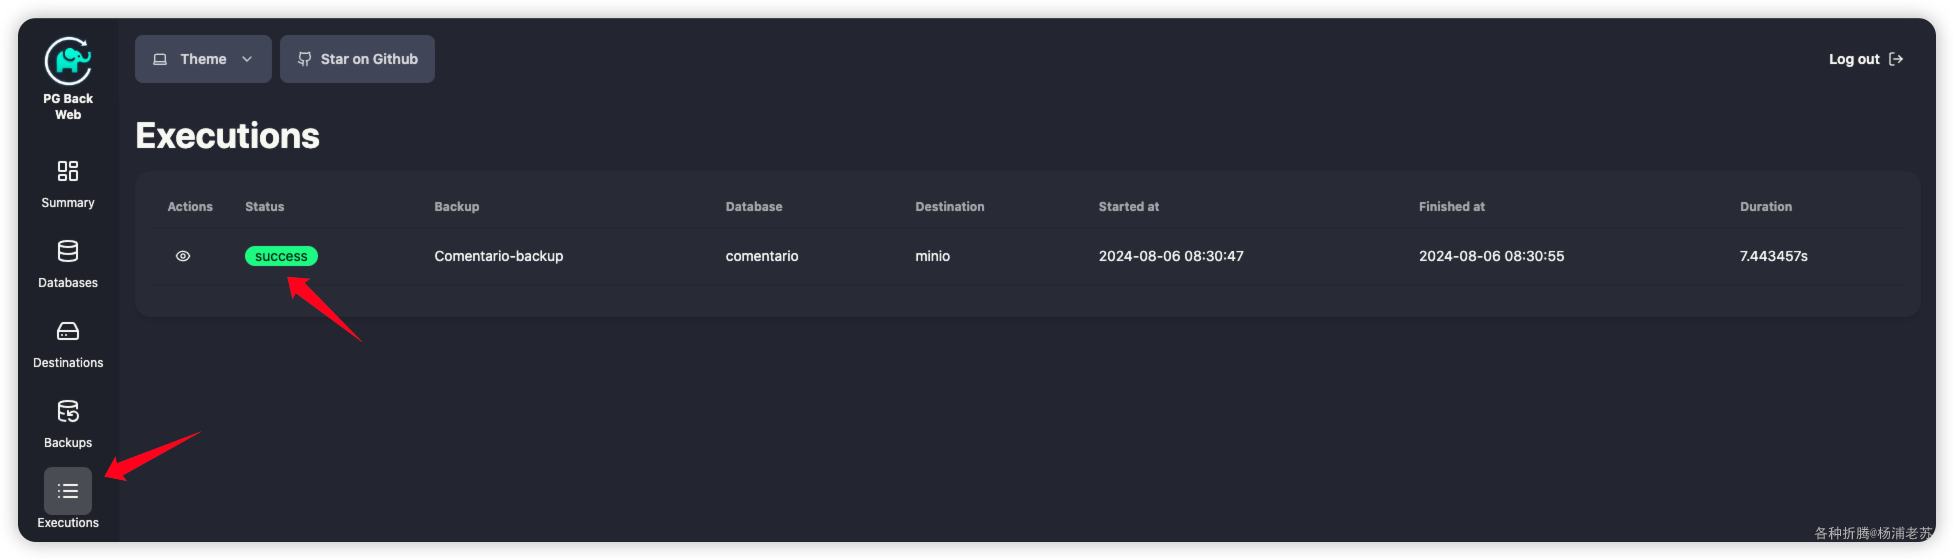 PG Back
Web
Theme
Star on Github
Log out
Executions
Actions Status Backup Database Destination Started at Finished at Duration
success Comentario-backup comentario minio 2024-08-06 08:30:47 2024-08-06 08:30:55 7.443457s
Summary
Databases
Destinations
Backups
Executions
各种折腾@杨浦老苏